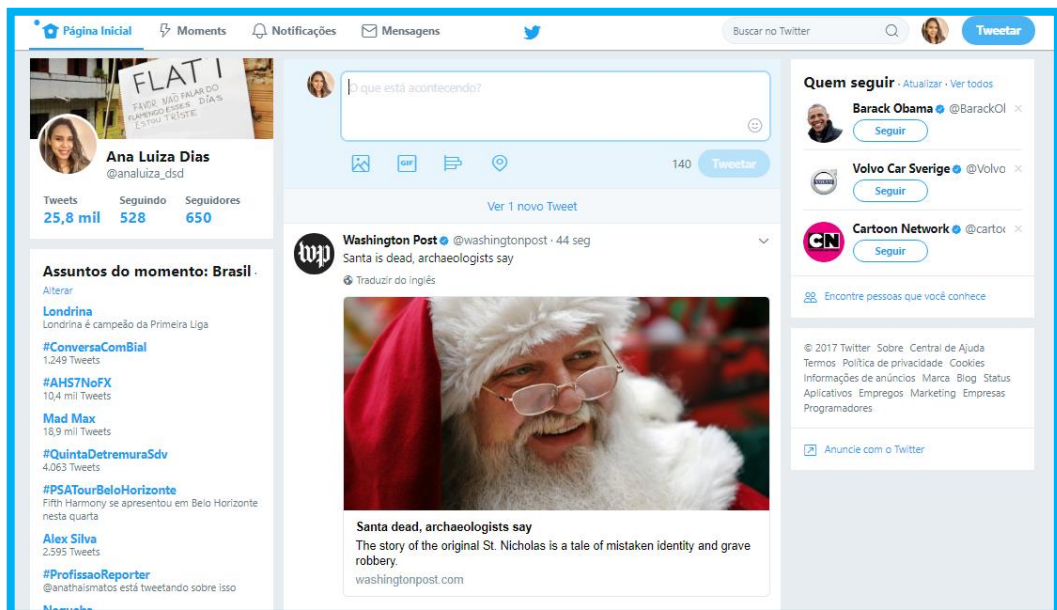 Página Inicial
Moments
Notificações
Mensagens
Buscar no Twitter
Tweetar
FLA
FAVOR NÃO FALAR DO
FLAMENGO ESSES DIAS
ESTOU TRISTE
Ana Luiza Dias
@analuiza_dsd
Tweets Seguindo Seguidores
25,8 mil 528 650
Assuntos do momento: Brasil ·
Alterar
Londrina
Londrina é campeão da Primeira Liga
#ConversaComBial
1.249 Tweets
#AHS7NoFX
10,4 mil Tweets
Mad Max
18,9 mil Tweets
#QuintaDetremuraSdv
4.063 Tweets
#PSATourBeloHorizonte
Fifth Harmony se apresentou em Belo Horizonte
nesta quarta
Alex Silva
2.595 Tweets
#ProfissaoReporter
@anathaismatos está tweetando sobre isso
O que está acontecendo?
GIF
140 Tweetar
Ver 1 novo Tweet
wp
Washington Post @washingtonpost · 44 seg
Santa is dead, archaeologists say
Traduzir do inglês
Santa dead, archaeologists say
The story of the original St. Nicholas is a tale of mistaken identity and grave
robbery.
washingtonpost.com
Quem seguir · Atualizar · Ver todos
Barack Obama @BarackOl
Seguir
VOLVO
Volvo Car Sverige @Volvo
Seguir
CN
Cartoon Network @cartoc
Seguir
Encontre pessoas que você conhece
© 2017 Twitter Sobre Central de Ajuda
Termos Política de privacidade Cookies
Informações de anúncios Marca Blog Status
Aplicativos Empregos Marketing Empresas
Programadores
Anuncie com o Twitter